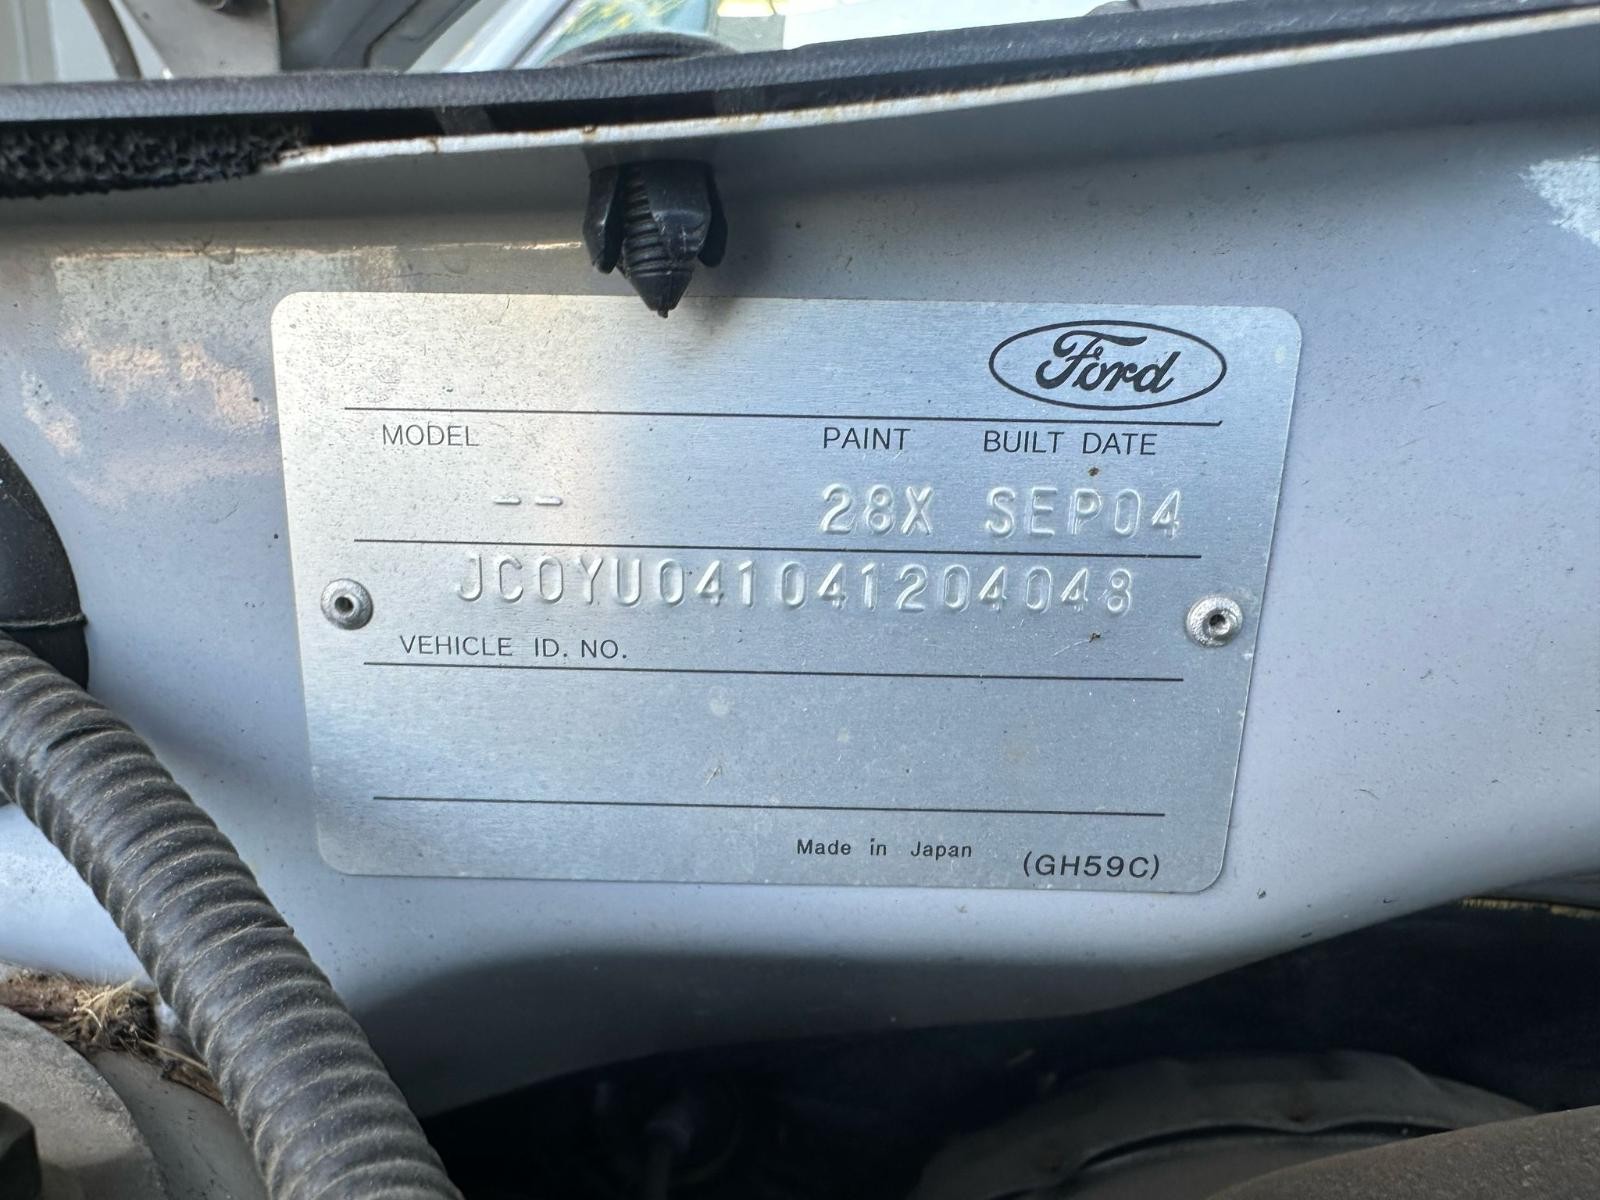 Ford
MODEL PAINT BUILT DATE
-- 28X SEP04
JC0YU041041204048
VEHICLE ID. NO.
Made in Japan (GH59C)